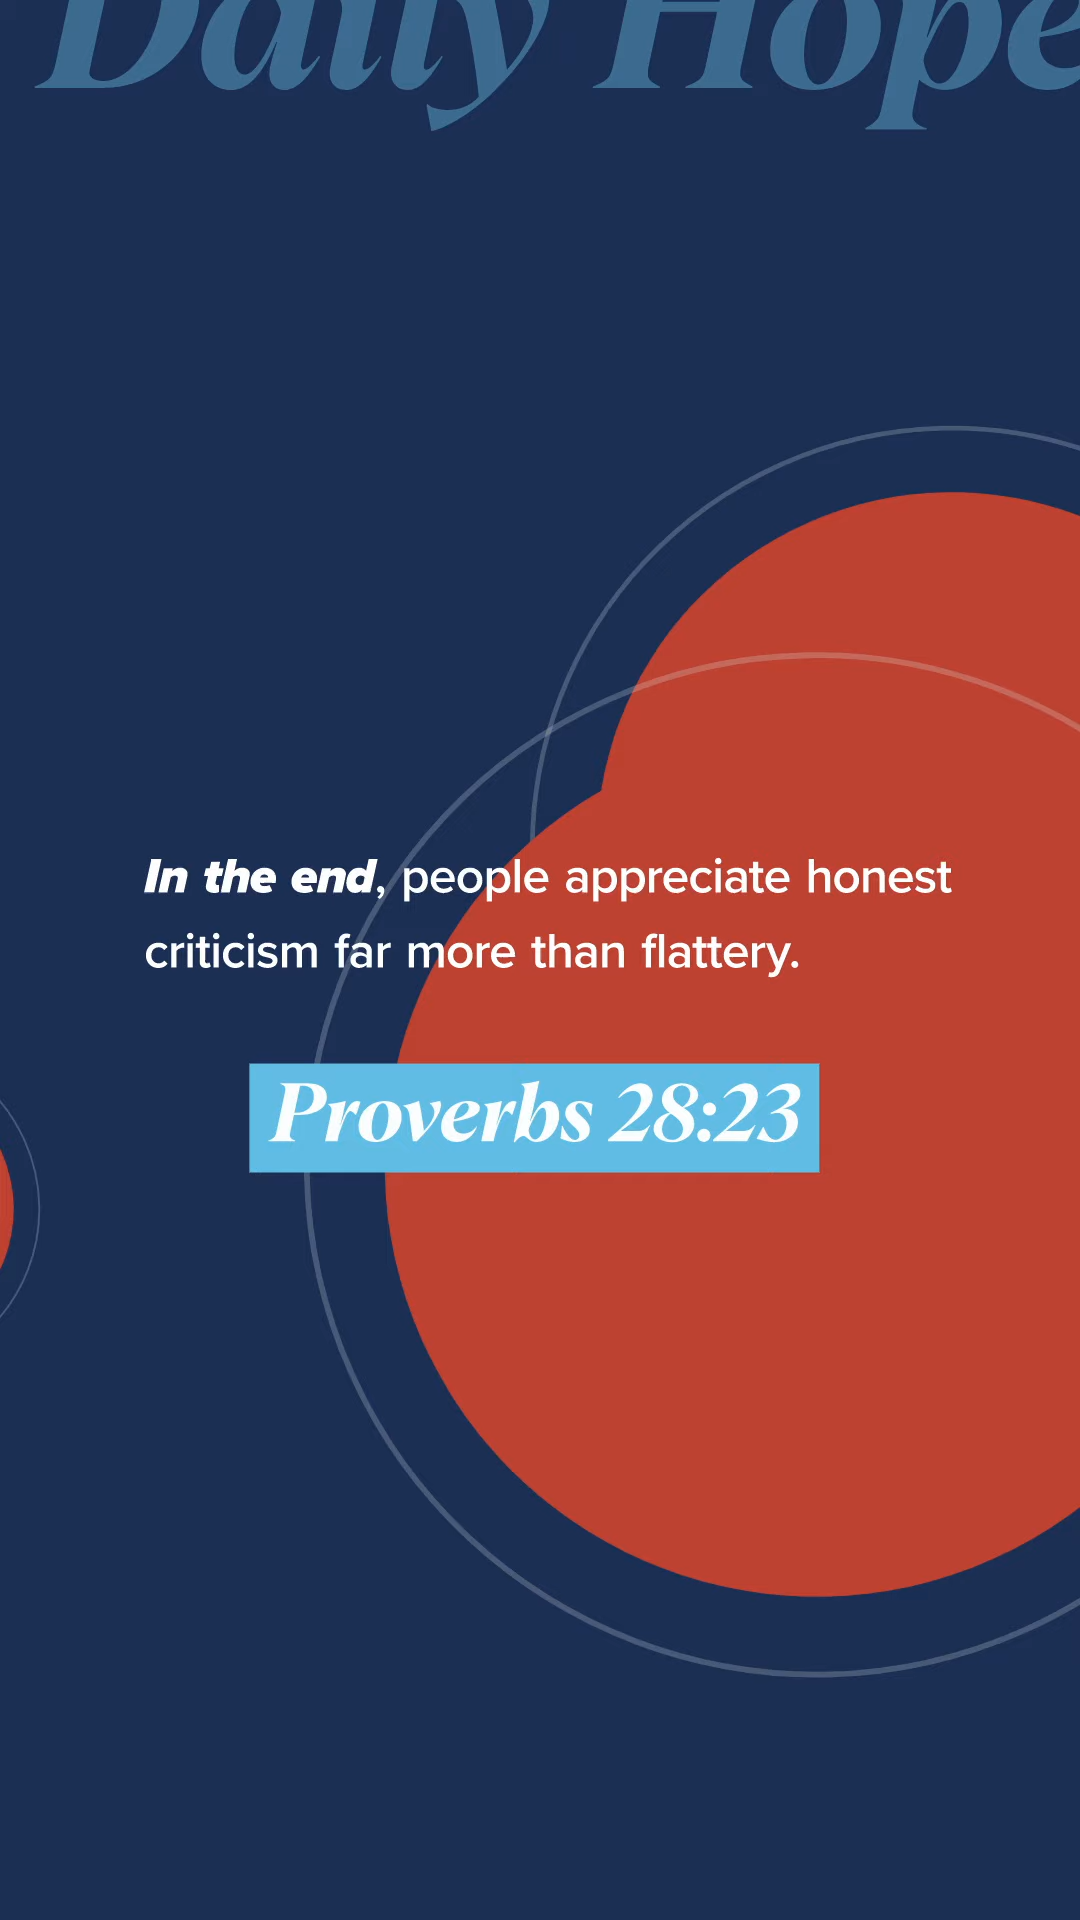 Daily Hope
In the end, people appreciate honest
criticism far more than flattery.
Proverbs 28:23